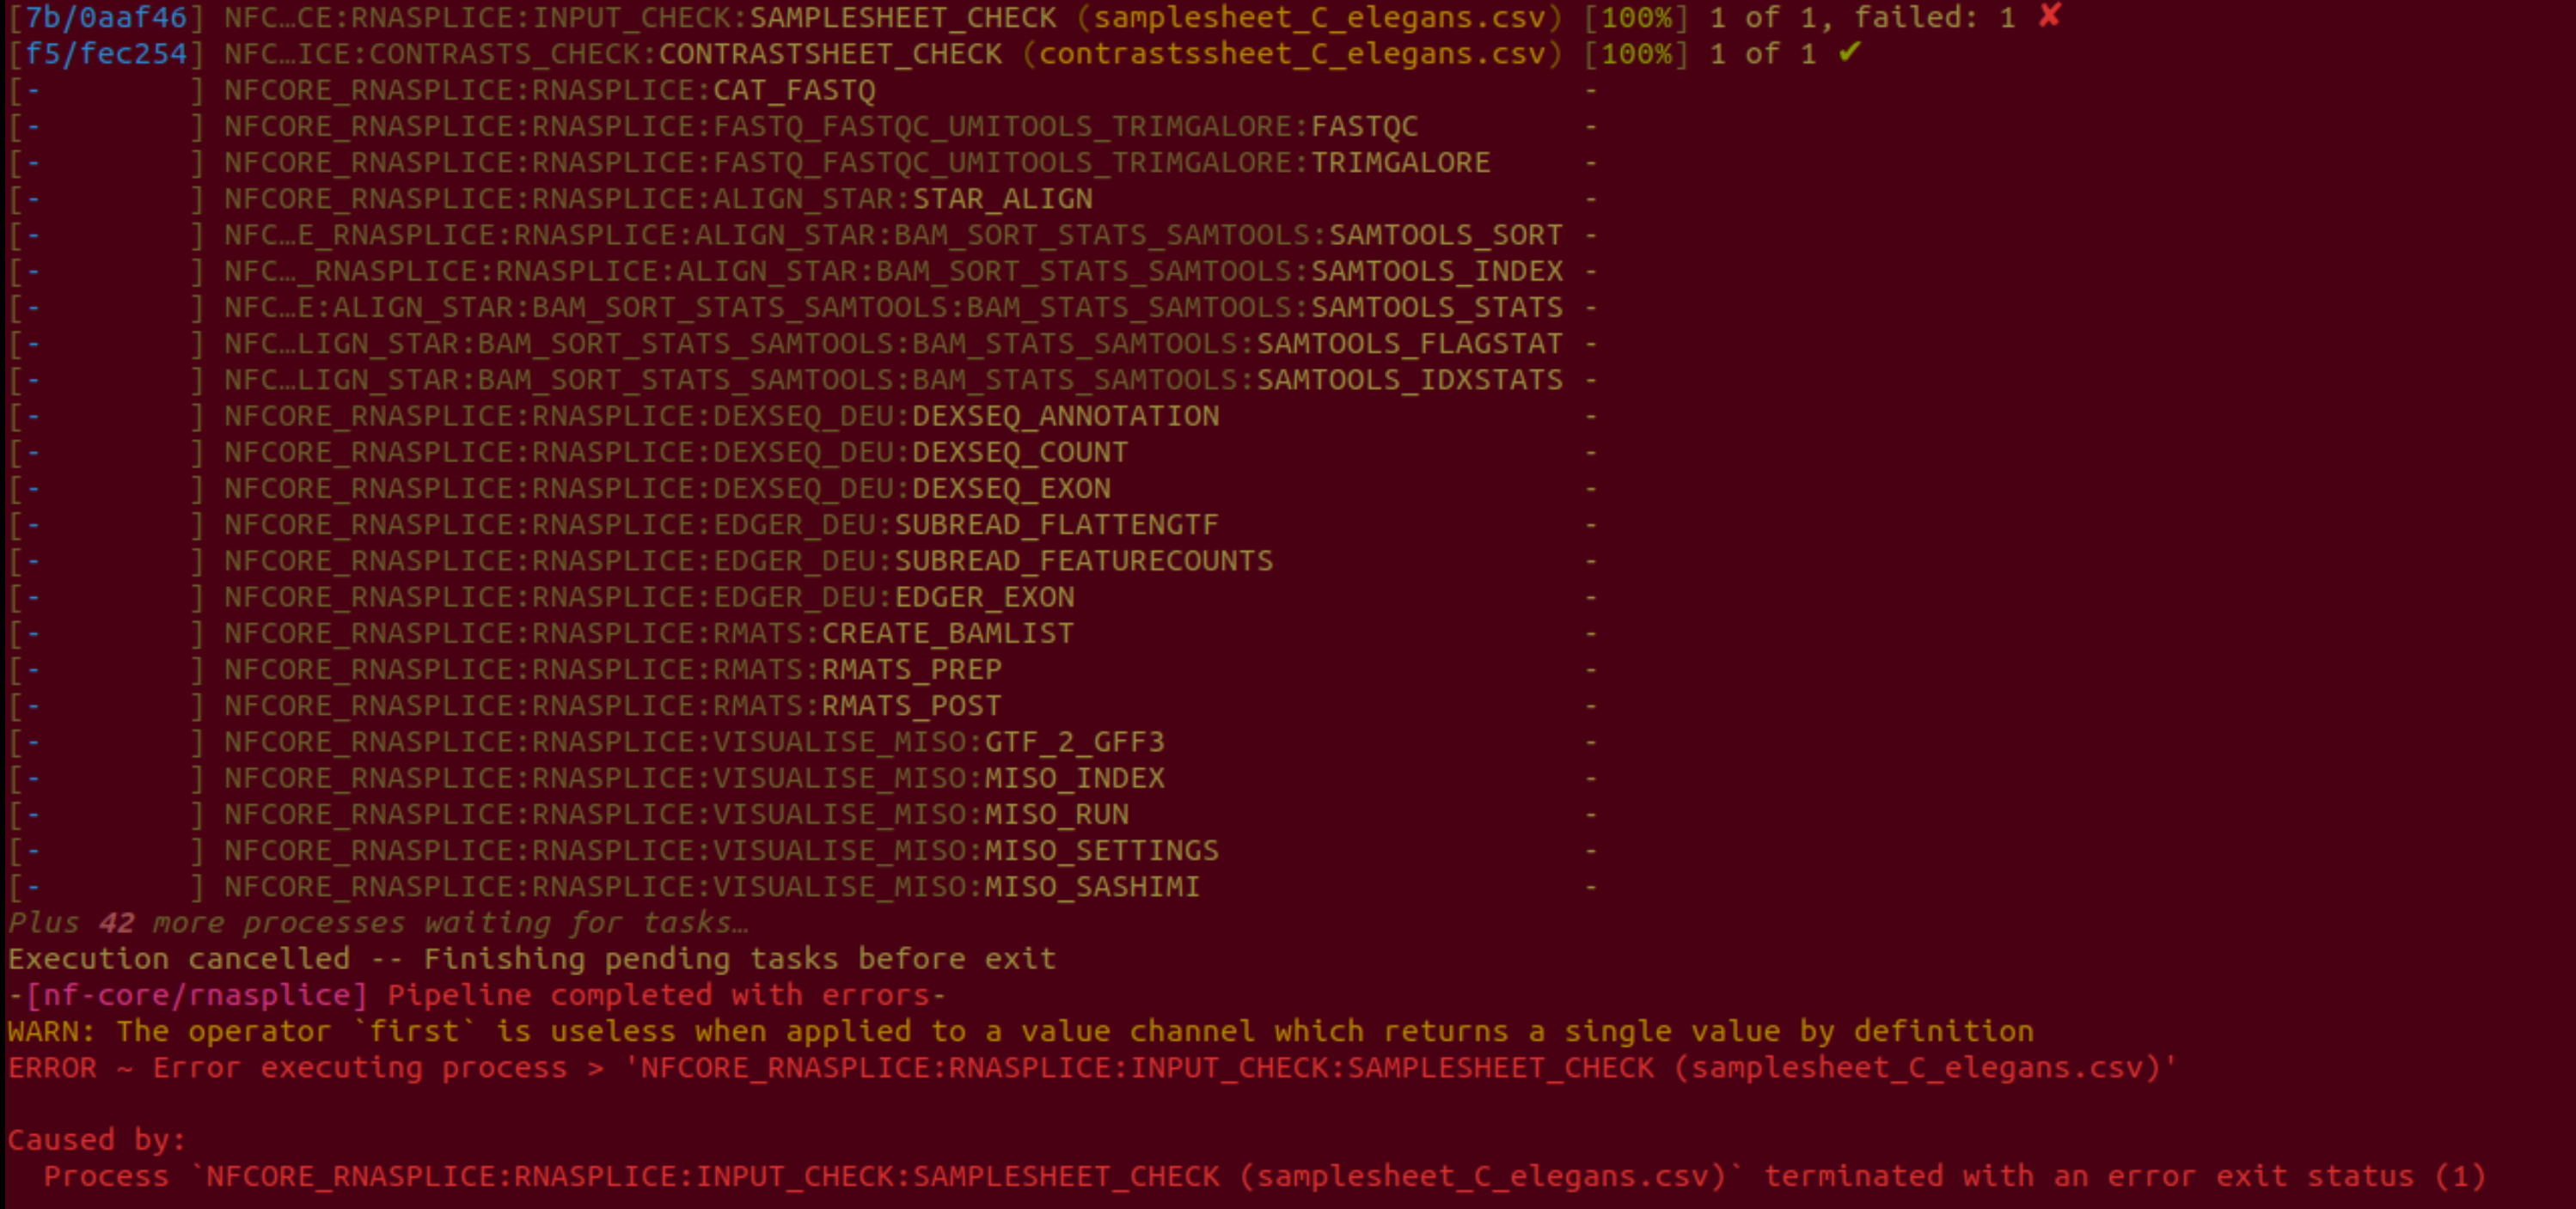 [7b/0aaf46] NFC…CE:RNASPLICE:INPUT_CHECK:SAMPLESHEET_CHECK (samplesheet_C_elegans.csv) [100%] 1 of 1, failed: 1 ✘
[f5/fec254] NFC…ICE:CONTRASTS_CHECK:CONTRASTSHEET_CHECK (contrastssheet_C_elegans.csv) [100%] 1 of 1 ✔
[-        ] NFCORE_RNASPLICE:RNASPLICE:CAT_FASTQ                                       -
[-        ] NFCORE_RNASPLICE:RNASPLICE:FASTQ_FASTQC_UMITOOLS_TRIMGALORE:FASTQC         -
[-        ] NFCORE_RNASPLICE:RNASPLICE:FASTQ_FASTQC_UMITOOLS_TRIMGALORE:TRIMGALORE     -
[-        ] NFCORE_RNASPLICE:RNASPLICE:ALIGN_STAR:STAR_ALIGN                           -
[-        ] NFC…E_RNASPLICE:RNASPLICE:ALIGN_STAR:BAM_SORT_STATS_SAMTOOLS:SAMTOOLS_SORT -
[-        ] NFC…_RNASPLICE:RNASPLICE:ALIGN_STAR:BAM_SORT_STATS_SAMTOOLS:SAMTOOLS_INDEX -
[-        ] NFC…E:ALIGN_STAR:BAM_SORT_STATS_SAMTOOLS:BAM_STATS_SAMTOOLS:SAMTOOLS_STATS -
[-        ] NFC…LIGN_STAR:BAM_SORT_STATS_SAMTOOLS:BAM_STATS_SAMTOOLS:SAMTOOLS_FLAGSTAT -
[-        ] NFC…LIGN_STAR:BAM_SORT_STATS_SAMTOOLS:BAM_STATS_SAMTOOLS:SAMTOOLS_IDXSTATS -
[-        ] NFCORE_RNASPLICE:RNASPLICE:DEXSEQ_DEU:DEXSEQ_ANNOTATION                    -
[-        ] NFCORE_RNASPLICE:RNASPLICE:DEXSEQ_DEU:DEXSEQ_COUNT                         -
[-        ] NFCORE_RNASPLICE:RNASPLICE:DEXSEQ_DEU:DEXSEQ_EXON                          -
[-        ] NFCORE_RNASPLICE:RNASPLICE:EDGER_DEU:SUBREAD_FLATTENGTF                    -
[-        ] NFCORE_RNASPLICE:RNASPLICE:EDGER_DEU:SUBREAD_FEATURECOUNTS                 -
[-        ] NFCORE_RNASPLICE:RNASPLICE:EDGER_DEU:EDGER_EXON                            -
[-        ] NFCORE_RNASPLICE:RNASPLICE:RMATS:CREATE_BAMLIST                            -
[-        ] NFCORE_RNASPLICE:RNASPLICE:RMATS:RMATS_PREP                                -
[-        ] NFCORE_RNASPLICE:RNASPLICE:RMATS:RMATS_POST                                -
[-        ] NFCORE_RNASPLICE:RNASPLICE:VISUALISE_MISO:GTF_2_GFF3                       -
[-        ] NFCORE_RNASPLICE:RNASPLICE:VISUALISE_MISO:MISO_INDEX                       -
[-        ] NFCORE_RNASPLICE:RNASPLICE:VISUALISE_MISO:MISO_RUN                         -
[-        ] NFCORE_RNASPLICE:RNASPLICE:VISUALISE_MISO:MISO_SETTINGS                    -
[-        ] NFCORE_RNASPLICE:RNASPLICE:VISUALISE_MISO:MISO_SASHIMI                     -
Plus 42 more processes waiting for tasks…
Execution cancelled -- Finishing pending tasks before exit
-[nf-core/rnasplice] Pipeline completed with errors-
WARN: The operator `first` is useless when applied to a value channel which returns a single value by definition
ERROR ~ Error executing process > 'NFCORE_RNASPLICE:RNASPLICE:INPUT_CHECK:SAMPLESHEET_CHECK (samplesheet_C_elegans.csv)'
Caused by:
  Process `NFCORE_RNASPLICE:RNASPLICE:INPUT_CHECK:SAMPLESHEET_CHECK (samplesheet_C_elegans.csv)` terminated with an error exit status (1)